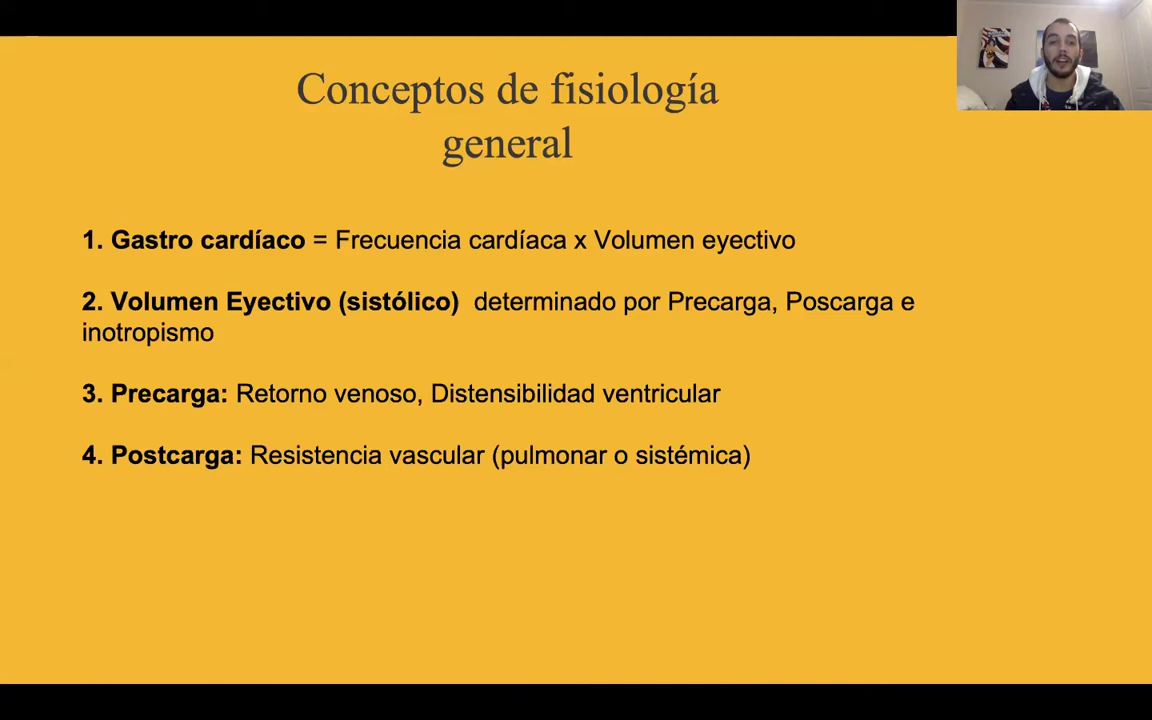 Conceptos de fisiología
general
1. Gastro cardíaco = Frecuencia cardíaca x Volumen eyectivo
2. Volumen Eyectivo (sistólico)  determinado por Precarga, Poscarga e
inotropismo
3. Precarga: Retorno venoso, Distensibilidad ventricular
4. Postcarga: Resistencia vascular (pulmonar o sistémica)